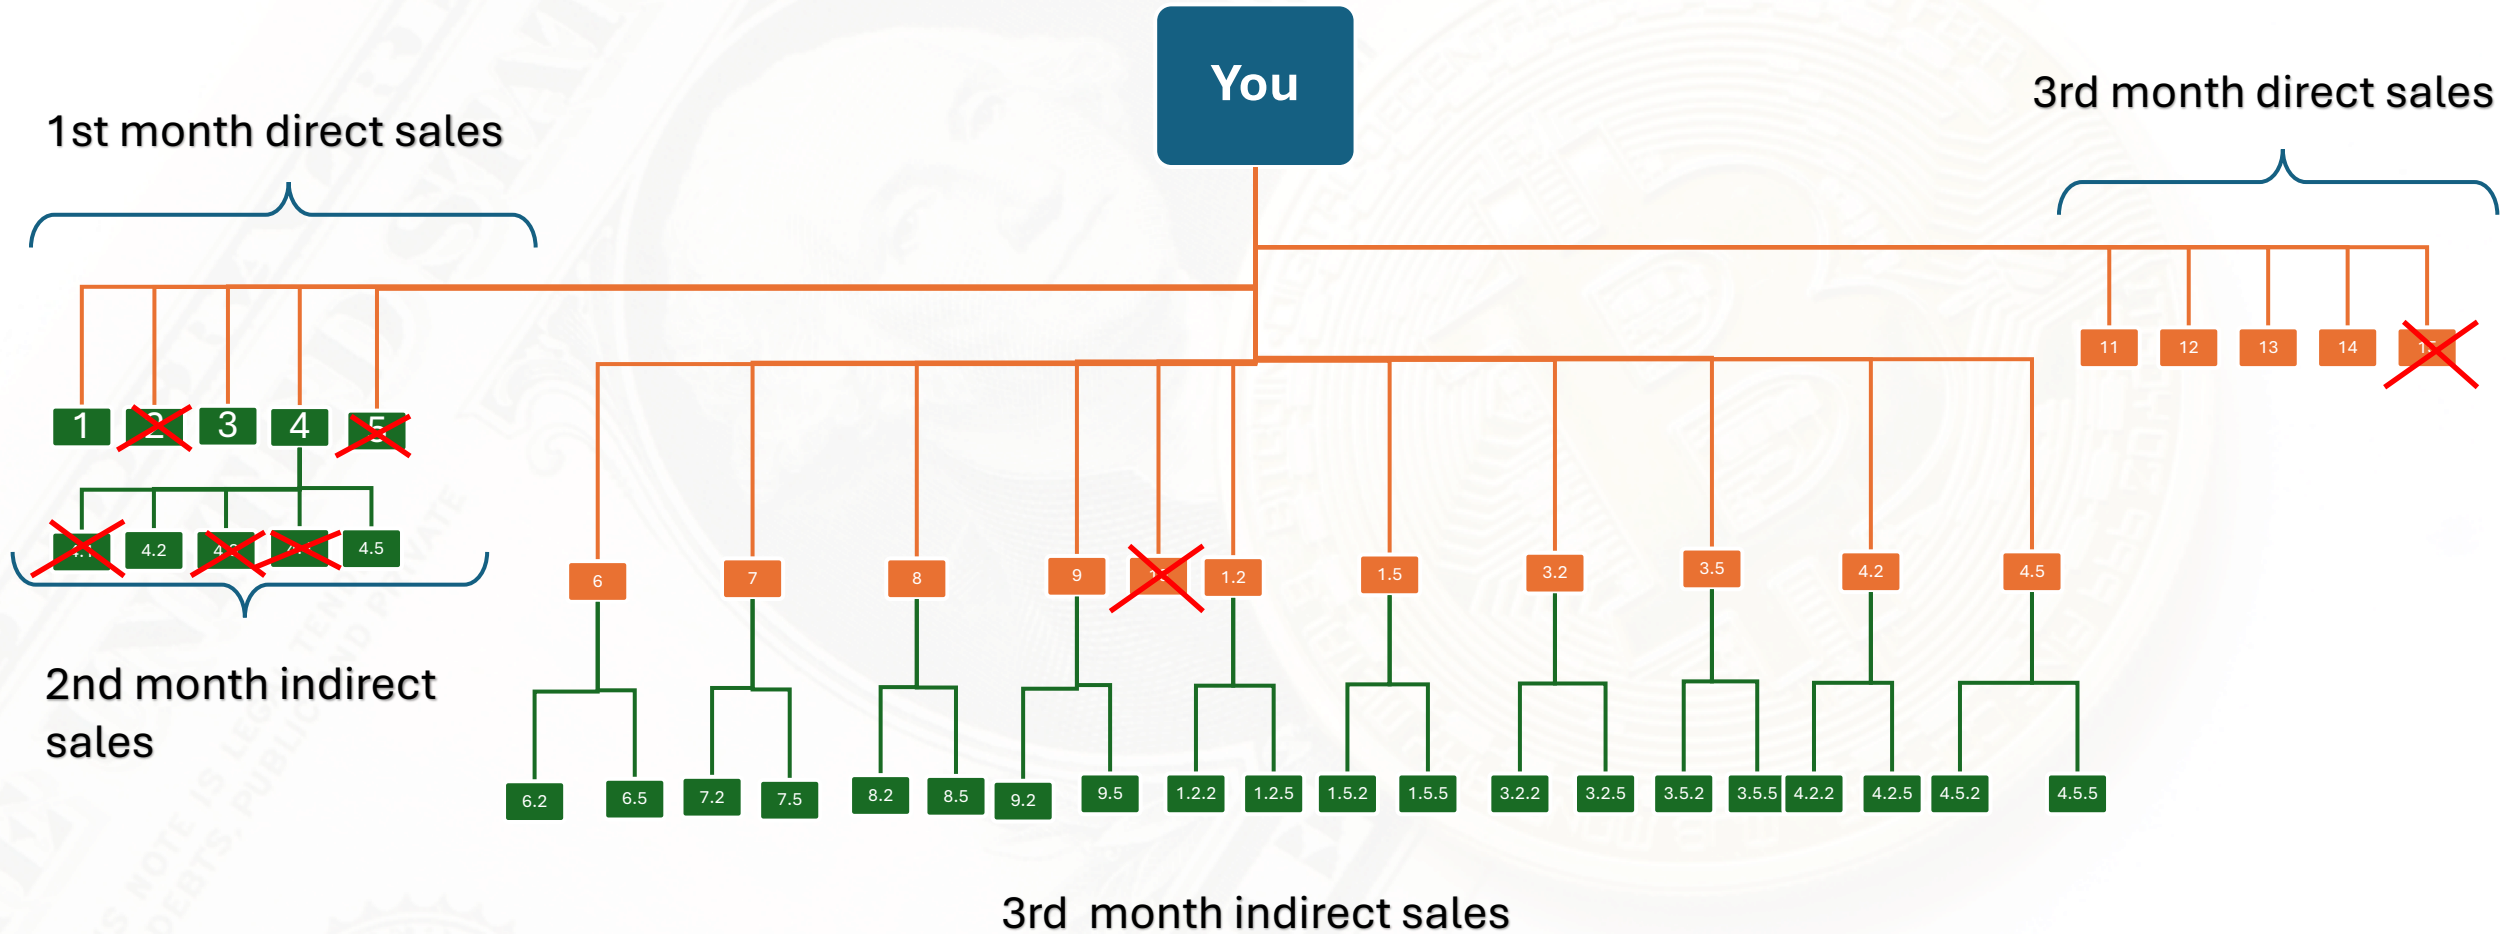 You
1st month direct sales
3rd month direct sales
11 12 13 14
1 2 3 4 5
4.2 4.5
6 7 8 9 1.2 1.5 3.2 3.5 4.2 4.5
2nd month indirect
sales
6.2 6.5 7.2 7.5 8.2 8.5 9.2 9.5 1.2.2 1.2.5 1.5.2 1.5.5 3.2.2 3.2.5 3.5.2 3.5.5 4.2.2 4.2.5 4.5.2 4.5.5
3rd month indirect sales